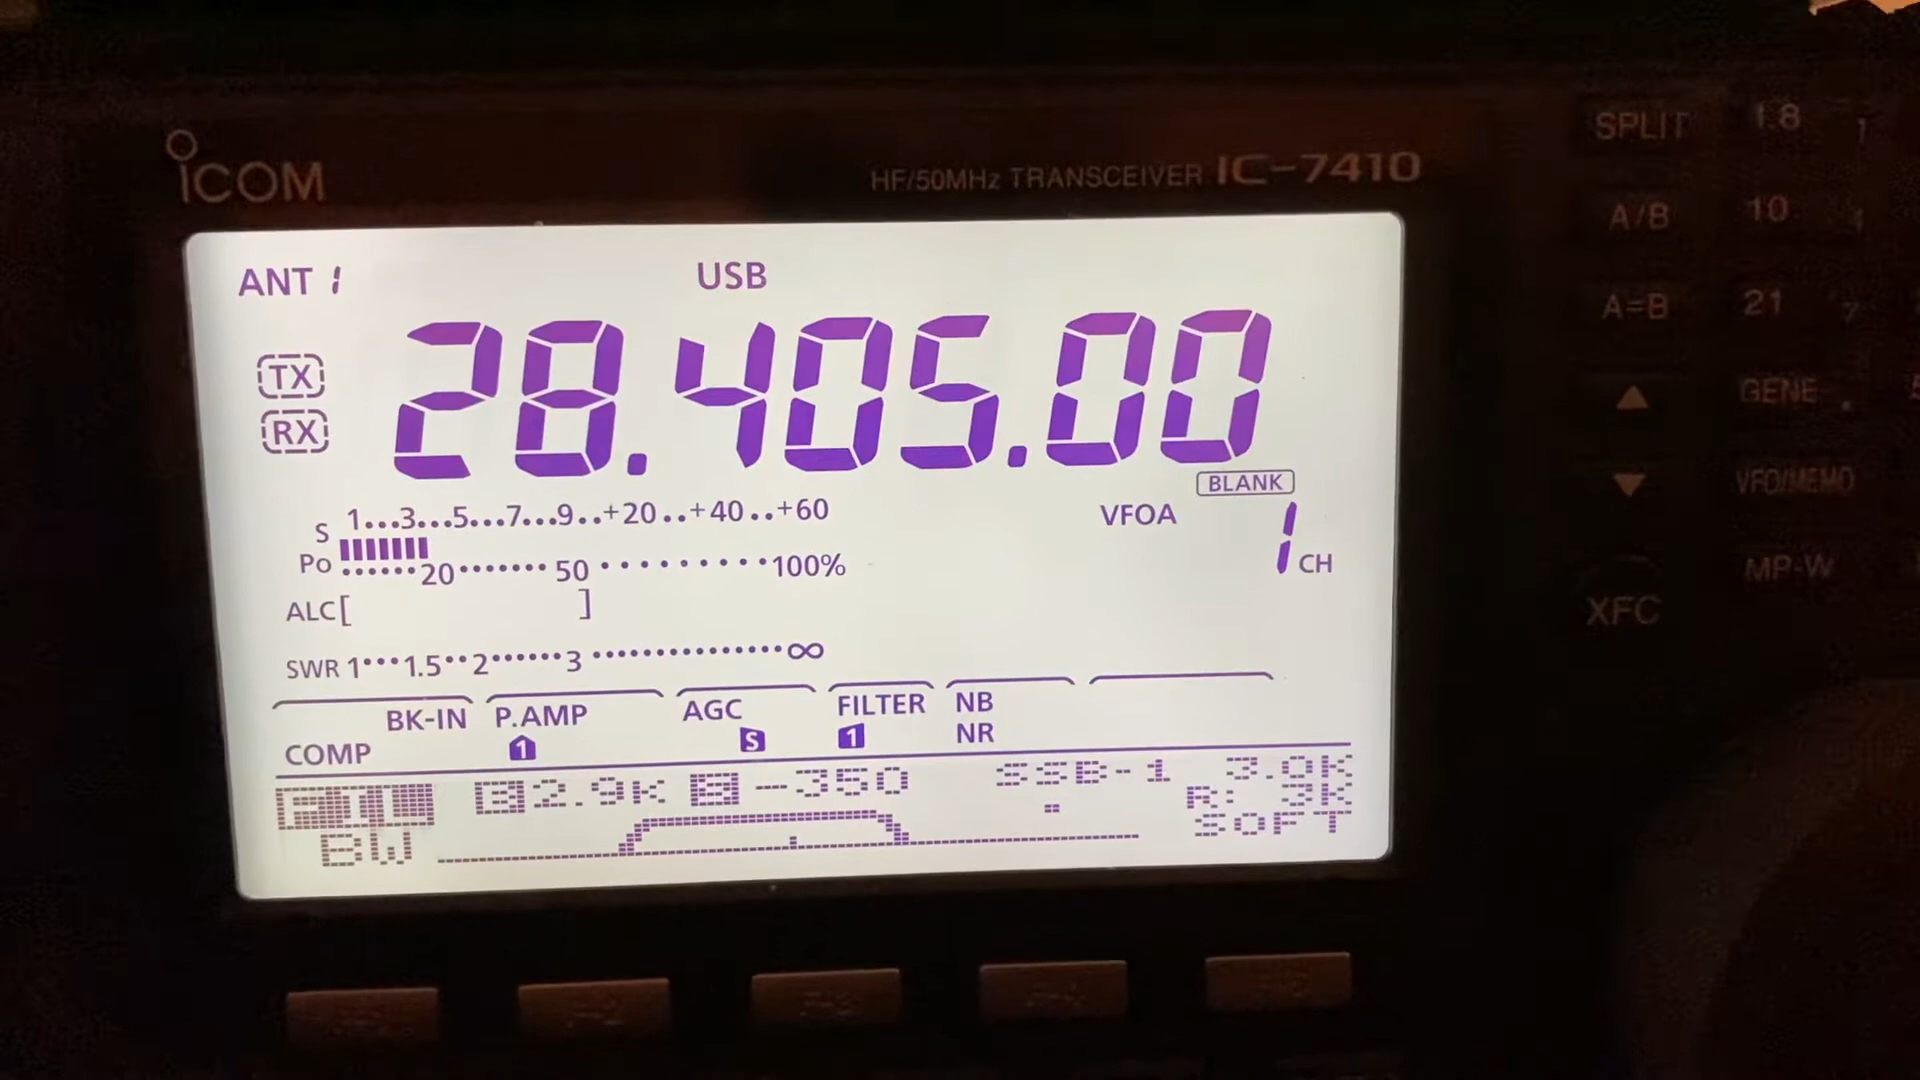 ICOM
HF/50MHz TRANSCEIVER IC-7410
ANT 1 USB
TX 28.405.00
RX
BLANK
S 1...3...5...7...9..+20..+40..+60 VFOA 1 CH
Po ......20.......50.........100%
ALC[ ]
SWR 1•••1.5••2••••••3•••••••••••••••∞
BK-IN P.AMP AGC FILTER NB
COMP 1 S 1 NR
FIL B 2.9K S -350 SSB-1 3.0K
BW R: 3K
SOFT
SPLIT 1.8
A/B 10
A=B 21
▲ GENE
▼ VFO/MEMO
MP-W
XFC